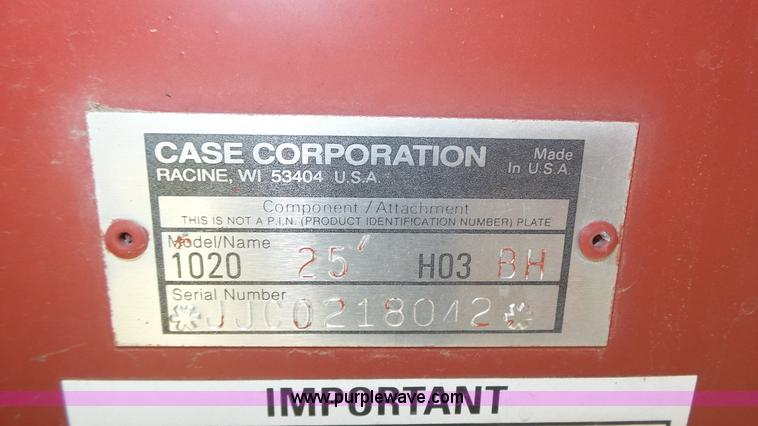 CASE CORPORATION
RACINE, WI 53404 U.S.A.
Made
In U.S.A.
Component/Attachment
THIS IS NOT A P.I.N. (PRODUCT IDENTIFICATION NUMBER) PLATE
Model/Name
1020 25' H03 BH
Serial Number
*JJC0218042*
IMPORTANT
www.purplewave.com